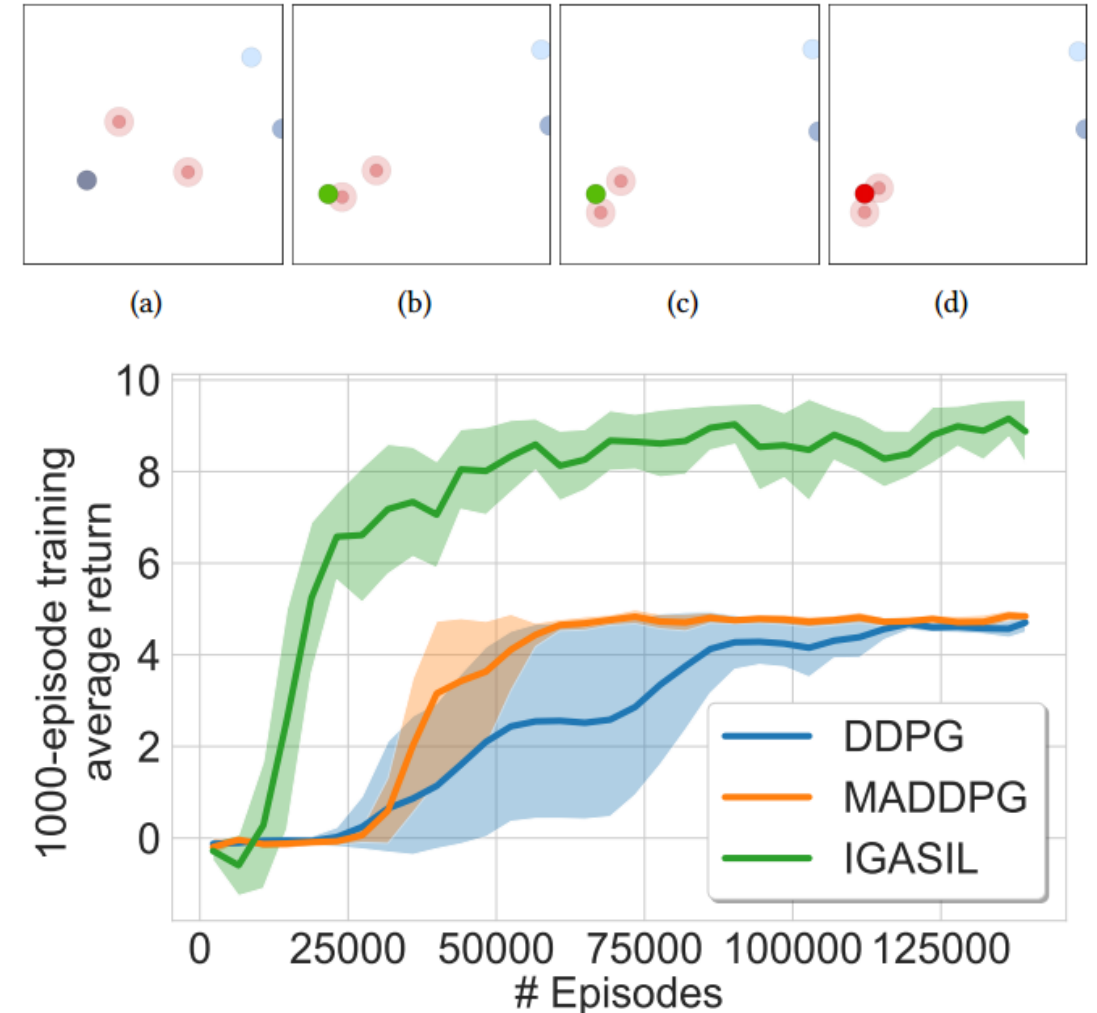 (a) (b) (c) (d)
10
8
6
4
2
0
1000-episode training
average return
DDPG
MADDPG
IGASIL
0 25000 50000 75000 100000 125000
# Episodes